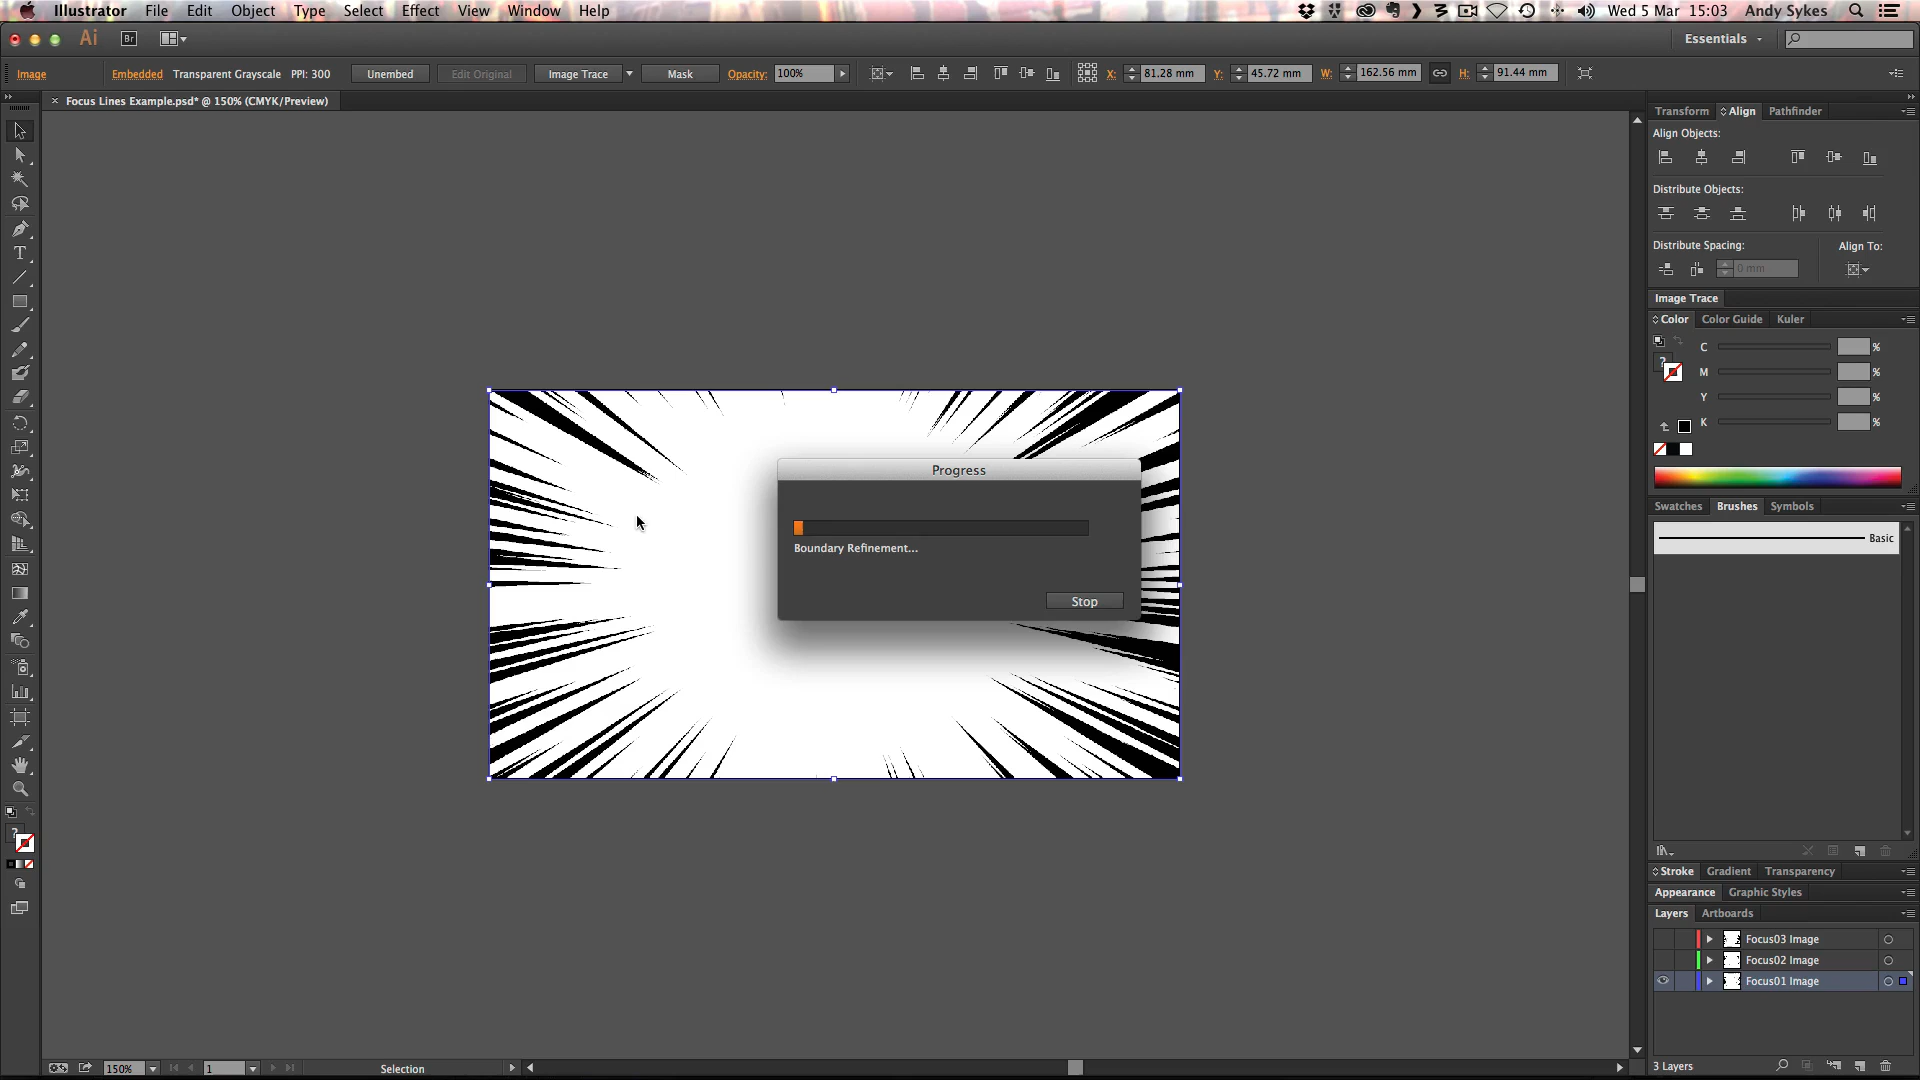 Illustrator File Edit Object Type Select Effect View Window Help Wed 5 Mar 15:03 Andy Sykes
Ai Br Essentials
Image Embedded Transparent Grayscale PPI: 300 Unembed Edit Original Image Trace Mask Opacity: 100% X: 81.28 mm Y: 45.72 mm W: 162.56 mm H: 91.44 mm
× Focus Lines Example.psd* @ 150% (CMYK/Preview)
Transform Align Pathfinder
Align Objects:
Distribute Objects:
Distribute Spacing: Align To:
0 mm
Image Trace
Color Color Guide Kuler
C %
M %
Y %
K %
Progress
Boundary Refinement...
Stop
Swatches Brushes Symbols
Basic
Stroke Gradient Transparency
Appearance Graphic Styles
Layers Artboards
Focus03 Image
Focus02 Image
Focus01 Image
150% 1 Selection 3 Layers